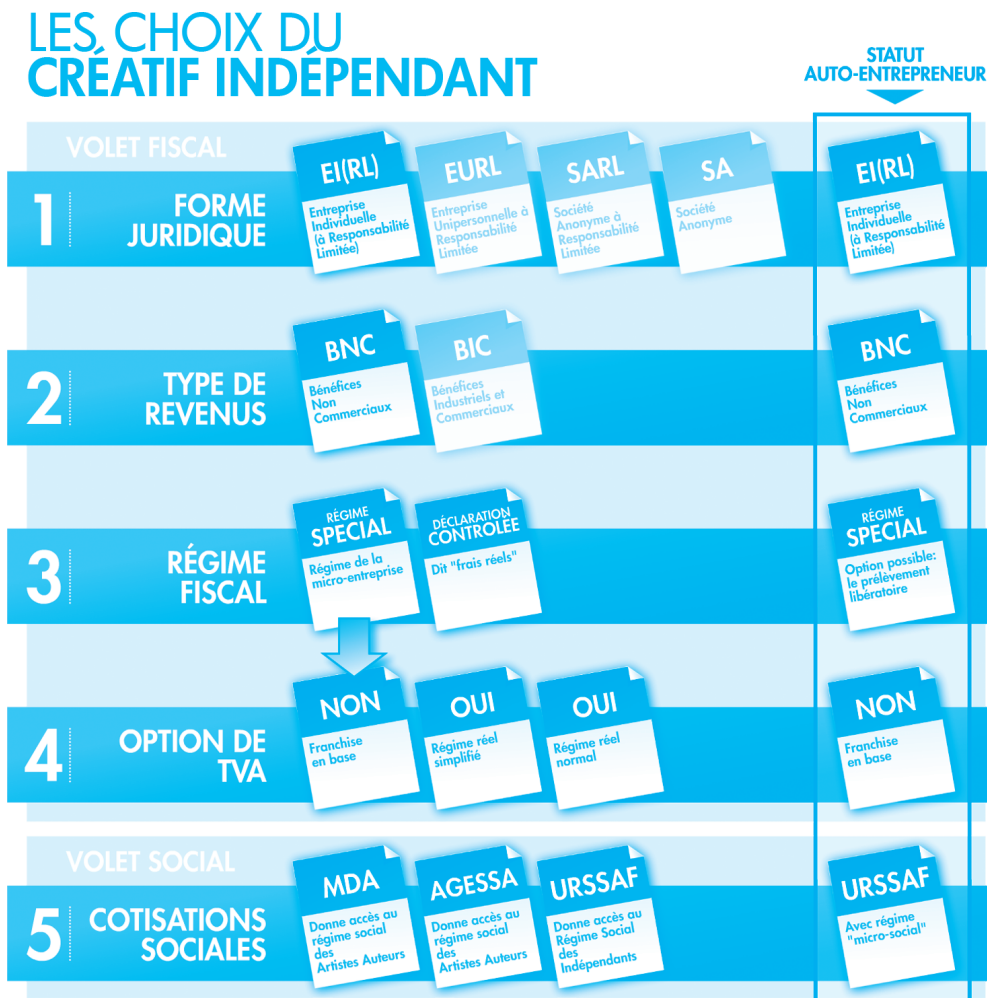 LES CHOIX DU
CRÉATIF INDÉPENDANT
STATUT
AUTO-ENTREPRENEUR
VOLET FISCAL
1
FORME
JURIDIQUE
EI(RL)
Entreprise
Individuelle
(à Responsabilité
Limitée)
EURL
Entreprise
Unipersonnelle à
Responsabilité
Limitée
SARL
Société
Anonyme à
Responsabilité
Limitée
SA
Société
Anonyme
EI(RL)
Entreprise
Individuelle
(à Responsabilité
Limitée)
2
TYPE DE
REVENUS
BNC
Bénéfices
Non
Commerciaux
BIC
Bénéfices
Industriels et
Commerciaux
BNC
Bénéfices
Non
Commerciaux
3
RÉGIME
FISCAL
RÉGIME
SPECIAL
Régime de la
micro-entreprise
DÉCLARATION
CONTROLÉE
Dit "frais réels"
RÉGIME
SPECIAL
Option possible:
le prélèvement
libératoire
4
OPTION DE
TVA
NON
Franchise
en base
OUI
Régime réel
simplifié
OUI
Régime réel
normal
NON
Franchise
en base
VOLET SOCIAL
5
COTISATIONS
SOCIALES
MDA
Donne accès au
régime social
des
Artistes Auteurs
AGESSA
Donne accès au
régime social
des
Artistes Auteurs
URSSAF
Donne accès au
Régime Social
des
Indépendants
URSSAF
Avec régime
"micro-social"